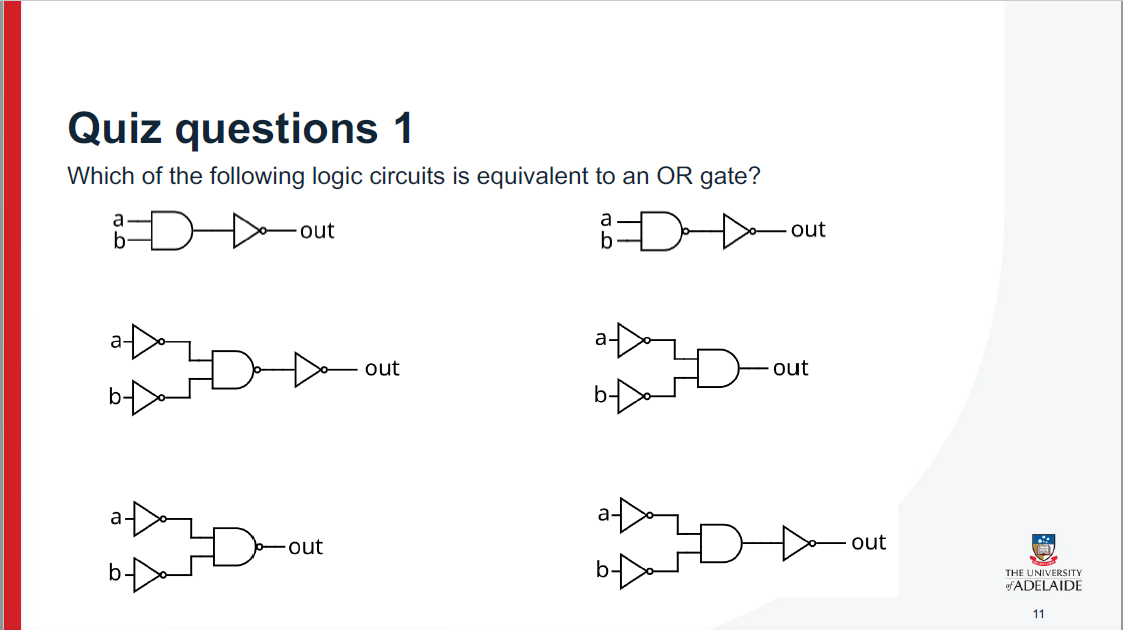 Quiz questions 1
Which of the following logic circuits is equivalent to an OR gate?
a
b
out
a
b
out
a
b
out
a
b
out
a
b
out
a
b
out
THE UNIVERSITY
of ADELAIDE
11